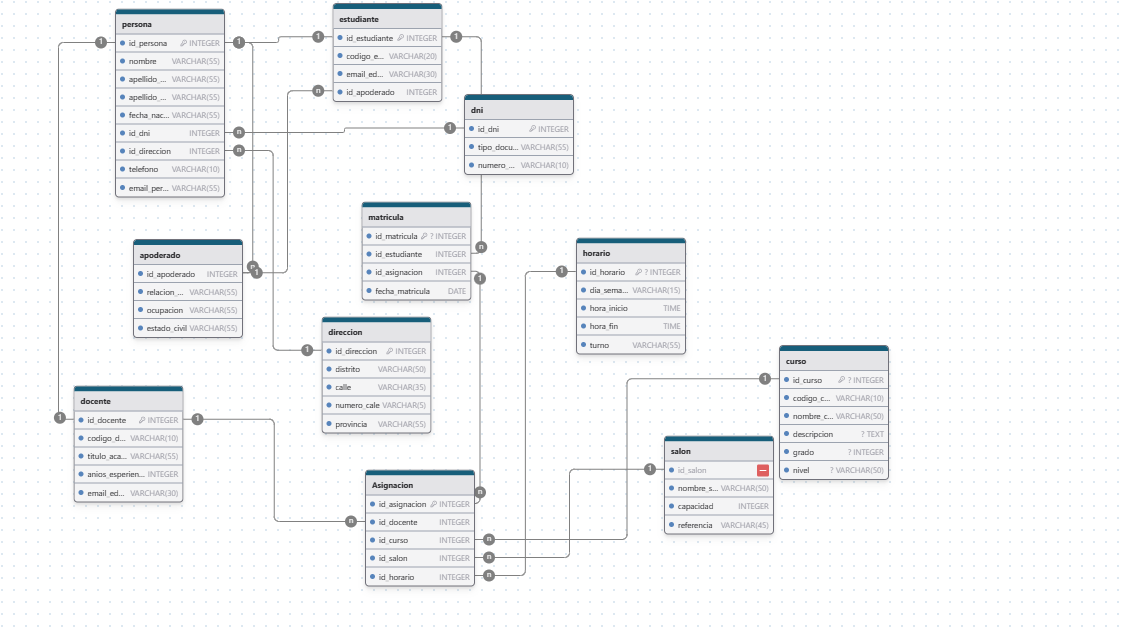 persona
id_persona INTEGER
nombre VARCHAR(55)
apellido_... VARCHAR(55)
apellido_... VARCHAR(55)
fecha_nac... VARCHAR(55)
id_dni INTEGER
id_direccion INTEGER
telefono VARCHAR(10)
email_per... VARCHAR(55)
1
1
n
n
estudiante
id_estudiante INTEGER
codigo_e... VARCHAR(20)
email_ed... VARCHAR(30)
id_apoderado INTEGER
1
1
n
dni
id_dni INTEGER
tipo_docu... VARCHAR(55)
numero_... VARCHAR(10)
1
matricula
id_matricula ? INTEGER
id_estudiante INTEGER
id_asignacion INTEGER
fecha_matricula DATE
n
1
apoderado
id_apoderado INTEGER
relacion_... VARCHAR(55)
ocupacion VARCHAR(55)
estado_civil VARCHAR(55)
n
1
horario
id_horario ? INTEGER
dia_sema... VARCHAR(15)
hora_inicio TIME
hora_fin TIME
turno VARCHAR(55)
1
direccion
id_direccion INTEGER
distrito VARCHAR(50)
calle VARCHAR(35)
numero_cale VARCHAR(5)
provincia VARCHAR(55)
1
curso
id_curso ? INTEGER
codigo_c... VARCHAR(10)
nombre_c... VARCHAR(50)
descripcion ? TEXT
grado ? INTEGER
nivel ? VARCHAR(50)
1
docente
id_docente INTEGER
codigo_d... VARCHAR(10)
titulo_aca... VARCHAR(55)
anios_esperien... INTEGER
email_ed... VARCHAR(30)
1
1
salon
id_salon
nombre_s... VARCHAR(50)
capacidad INTEGER
referencia VARCHAR(45)
1
Asignacion
id_asignacion INTEGER
id_docente INTEGER
id_curso INTEGER
id_salon INTEGER
id_horario INTEGER
n
n
n
n
n